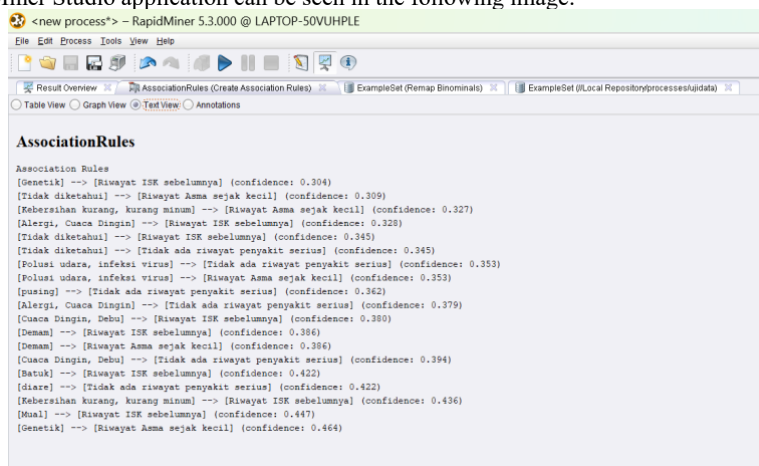 Miner Studio application can be seen in the following image:
<new process*> – RapidMiner 5.3.000 @ LAPTOP-50VUHPLE
File Edit Process Tools View Help
Result Overview AssociationRules (Create Association Rules) ExampleSet (Remap Binominals) ExampleSet (//Local Repository/processes/ujidata)
Table View Graph View Text View Annotations
AssociationRules
Association Rules
[Genetik] --> [Riwayat ISK sebelumnya] (confidence: 0.304)
[Tidak diketahui] --> [Riwayat Asma sejak kecil] (confidence: 0.309)
[Kebersihan kurang, kurang minum] --> [Riwayat Asma sejak kecil] (confidence: 0.327)
[Alergi, Cuaca Dingin] --> [Riwayat ISK sebelumnya] (confidence: 0.328)
[Tidak diketahui] --> [Riwayat ISK sebelumnya] (confidence: 0.345)
[Tidak diketahui] --> [Tidak ada riwayat penyakit serius] (confidence: 0.345)
[Polusi udara, infeksi virus] --> [Tidak ada riwayat penyakit serius] (confidence: 0.353)
[Polusi udara, infeksi virus] --> [Riwayat Asma sejak kecil] (confidence: 0.353)
[pusing] --> [Tidak ada riwayat penyakit serius] (confidence: 0.362)
[Alergi, Cuaca Dingin] --> [Tidak ada riwayat penyakit serius] (confidence: 0.379)
[Cuaca Dingin, Debu] --> [Riwayat ISK sebelumnya] (confidence: 0.380)
[Demam] --> [Riwayat ISK sebelumnya] (confidence: 0.386)
[Demam] --> [Riwayat Asma sejak kecil] (confidence: 0.386)
[Cuaca Dingin, Debu] --> [Tidak ada riwayat penyakit serius] (confidence: 0.394)
[Batuk] --> [Riwayat ISK sebelumnya] (confidence: 0.422)
[diare] --> [Tidak ada riwayat penyakit serius] (confidence: 0.422)
[Kebersihan kurang, kurang minum] --> [Riwayat ISK sebelumnya] (confidence: 0.436)
[Mual] --> [Riwayat ISK sebelumnya] (confidence: 0.447)
[Genetik] --> [Riwayat Asma sejak kecil] (confidence: 0.464)